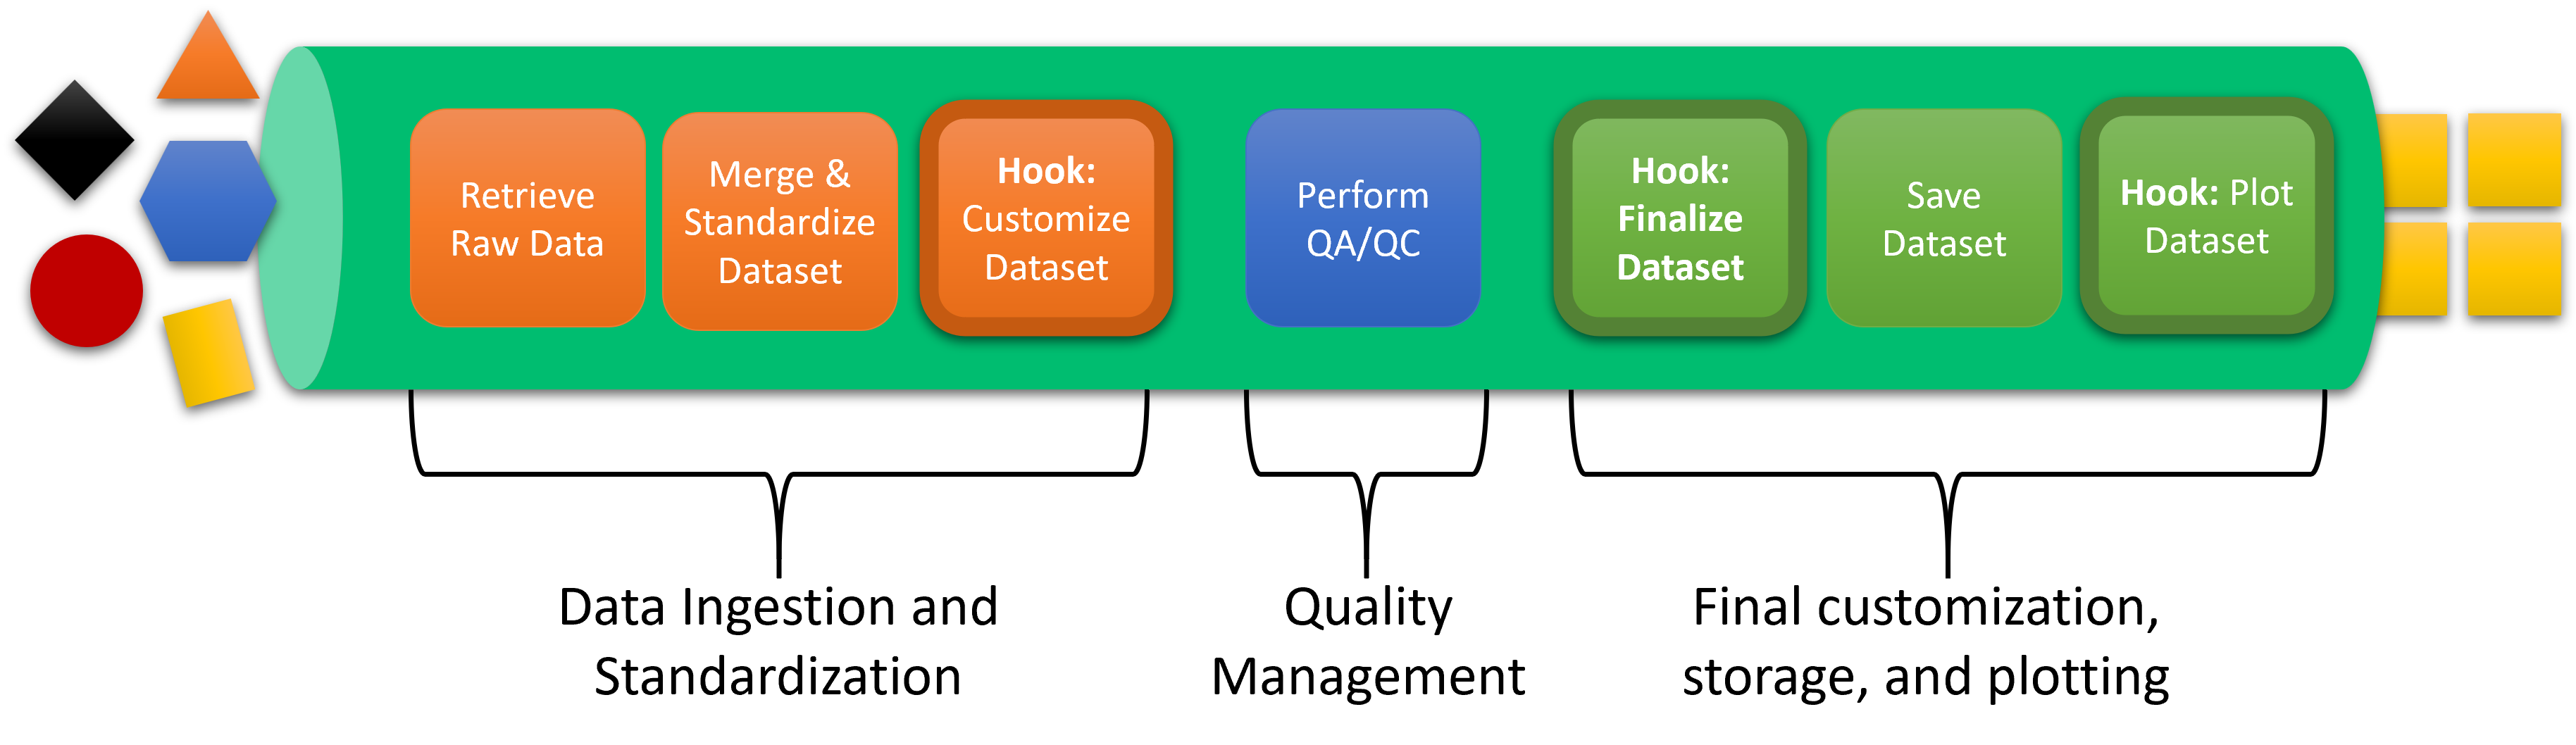 Retrieve
Raw Data
Merge &
Standardize
Dataset
Hook:
Customize
Dataset
Perform
QA/QC
Hook:
Finalize
Dataset
Save
Dataset
Hook: Plot
Dataset
Data Ingestion and
Standardization
Quality
Management
Final customization,
storage, and plotting